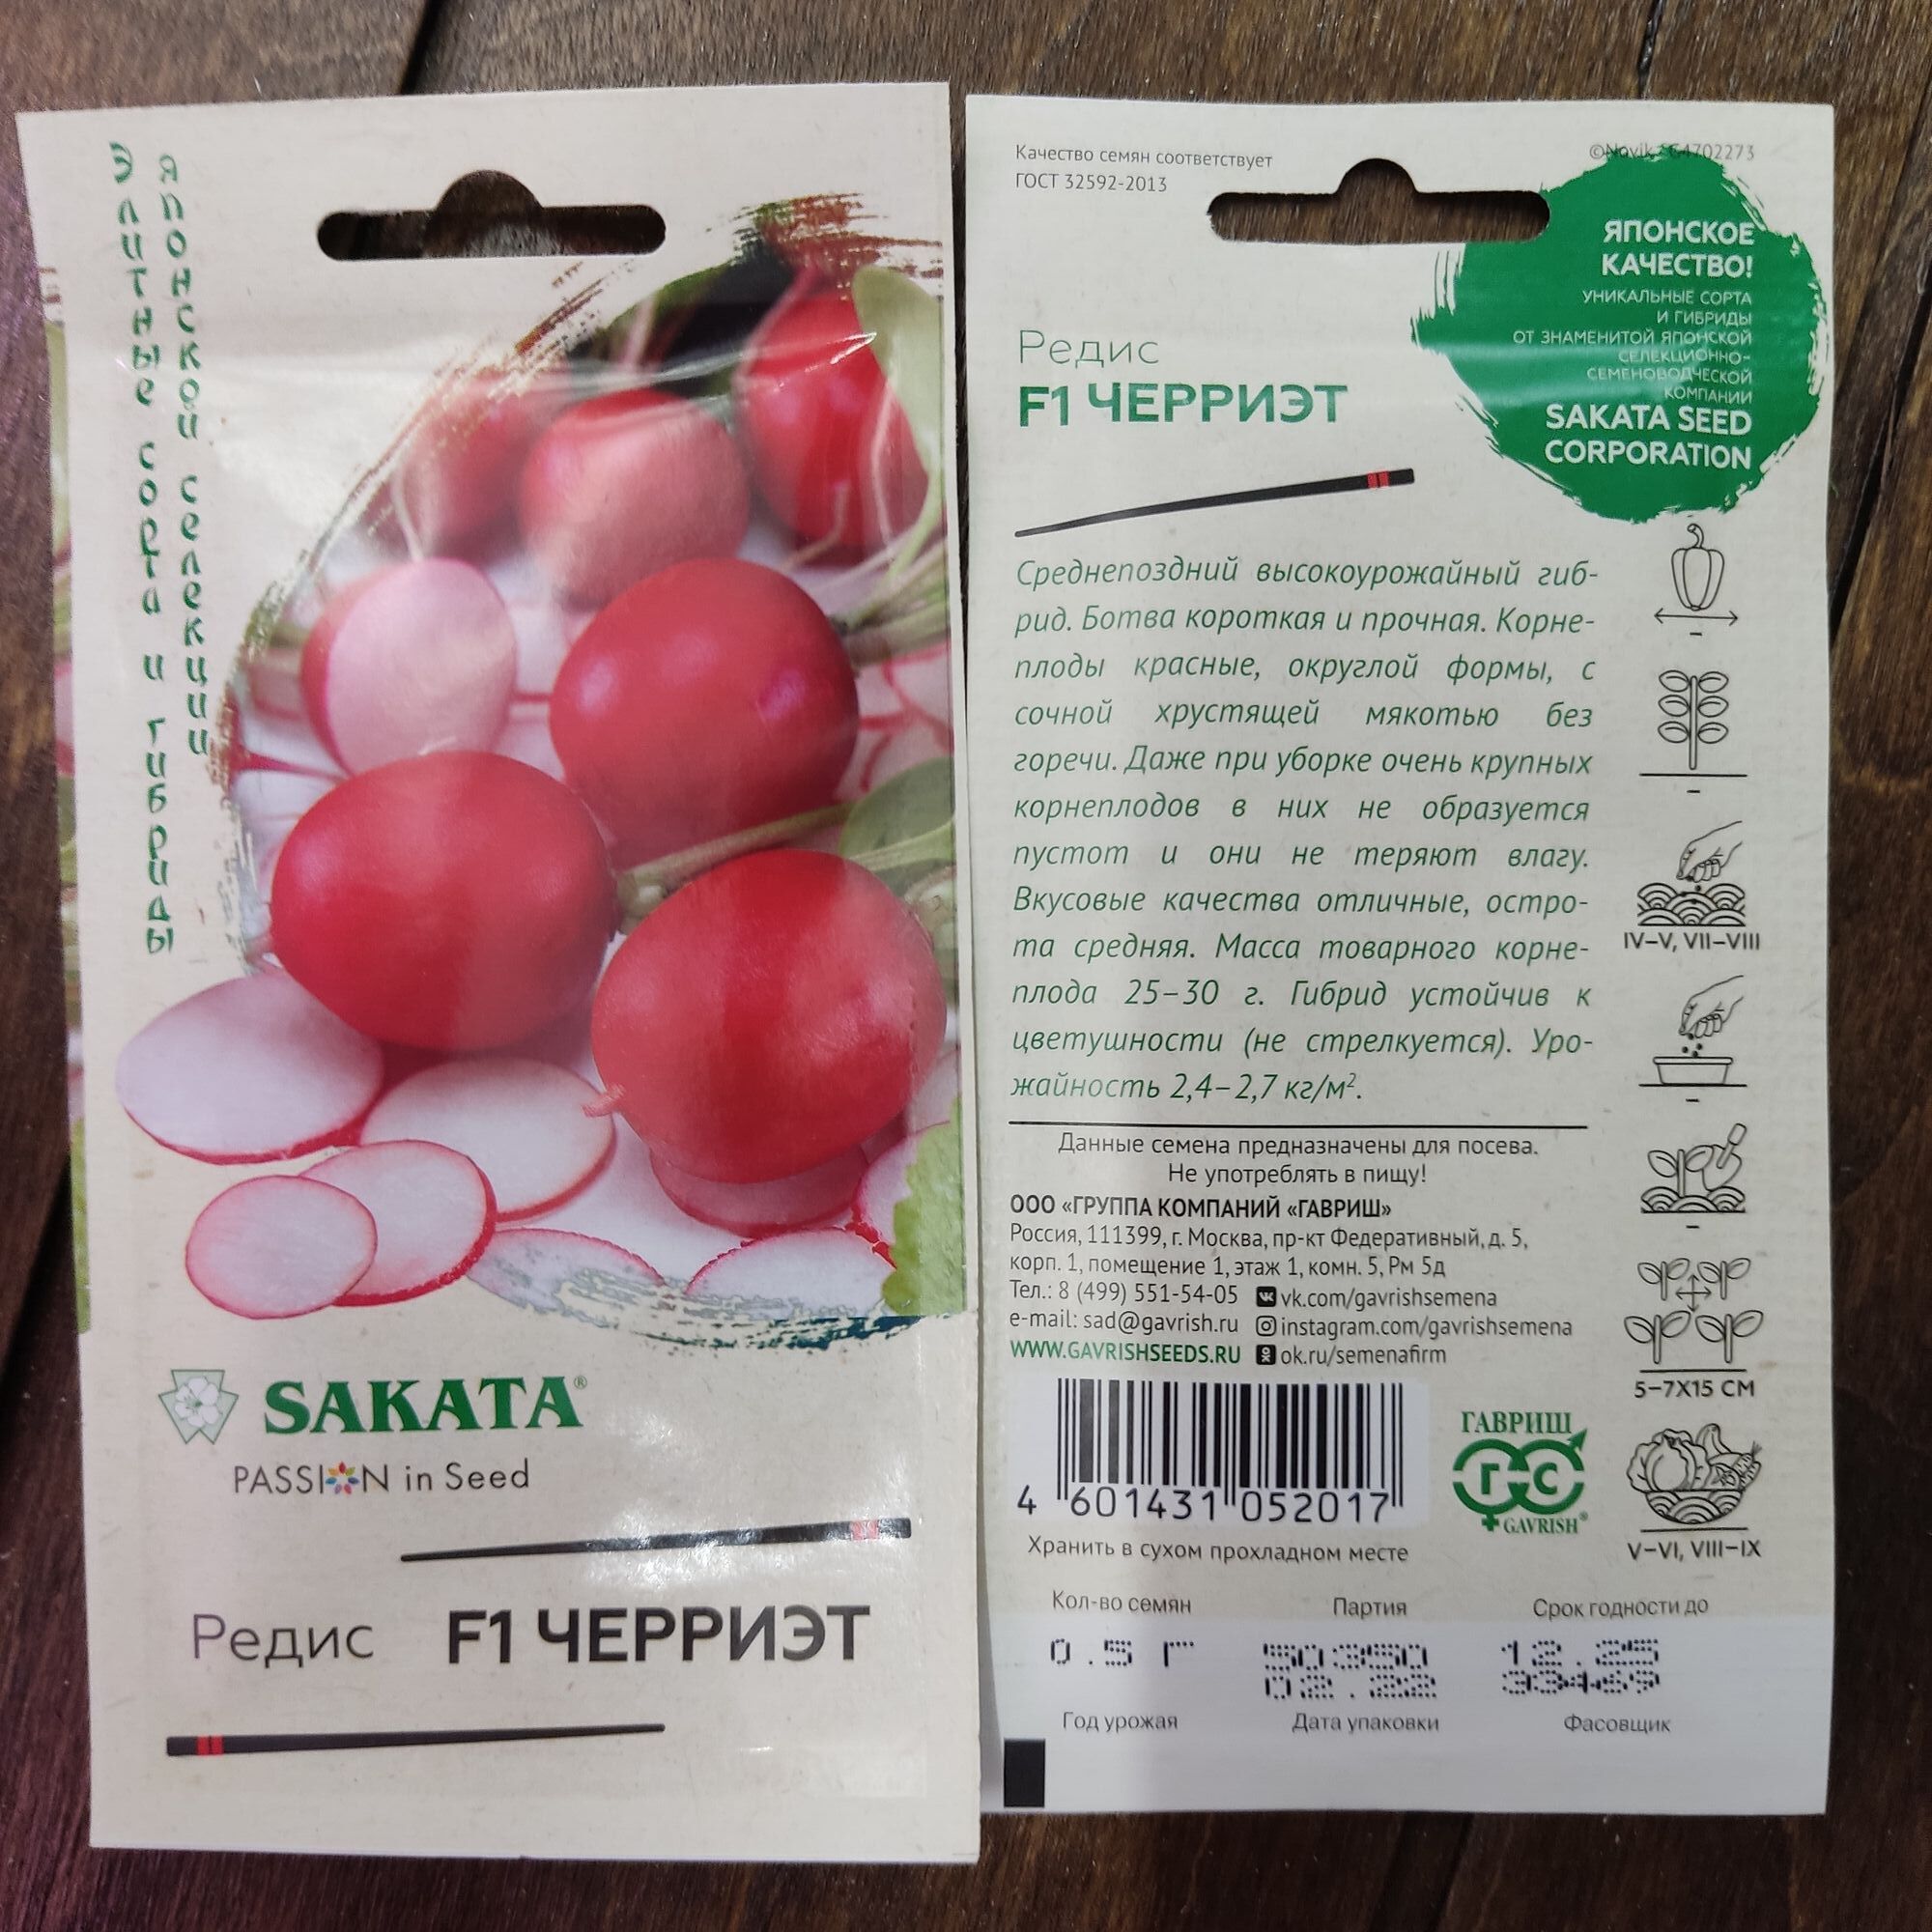 Элитные сорта и гибриды
японской селекции
SAKATA®
PASSION in Seed
Редис F1 ЧЕРРИЭТ
Качество семян соответствует
ГОСТ 32592-2013
ЯПОНСКОЕ
КАЧЕСТВО!
УНИКАЛЬНЫЕ СОРТА
И ГИБРИДЫ
ОТ ЗНАМЕНИТОЙ ЯПОНСКОЙ
СЕЛЕКЦИОННО-
СЕМЕНОВОДЧЕСКОЙ
КОМПАНИИ
SAKATA SEED
CORPORATION
Редис
F1 ЧЕРРИЭТ
Среднепоздний высокоурожайный гиб-
рид. Ботва короткая и прочная. Корне-
плоды красные, округлой формы, с
сочной хрустящей мякотью без
горечи. Даже при уборке очень крупных
корнеплодов в них не образуется
пустот и они не теряют влагу.
Вкусовые качества отличные, остро-
та средняя. Масса товарного корне-
плода 25–30 г. Гибрид устойчив к
цветушности (не стрелкуется). Уро-
жайность 2,4–2,7 кг/м².
–
–
IV–V, VII–VIII
–
–
5–7X15 СМ
V–VI, VIII–IX
Данные семена предназначены для посева.
Не употреблять в пищу!
ООО «ГРУППА КОМПАНИЙ «ГАВРИШ»
Россия, 111399, г. Москва, пр-кт Федеративный, д. 5,
корп. 1, помещение 1, этаж 1, комн. 5, Рм 5д
Тел.: 8 (499) 551-54-05 vk.com/gavrishsemena
e-mail: sad@gavrish.ru instagram.com/gavrishsemena
WWW.GAVRISHSEEDS.RU ok.ru/semenafirm
4 601431 052017
ГАВРИШ
Г С
GAVRISH®
Хранить в сухом прохладном месте
Кол-во семян Партия Срок годности до
0.5 г 50350 12.25
02.22 33469
Год урожая Дата упаковки Фасовщик